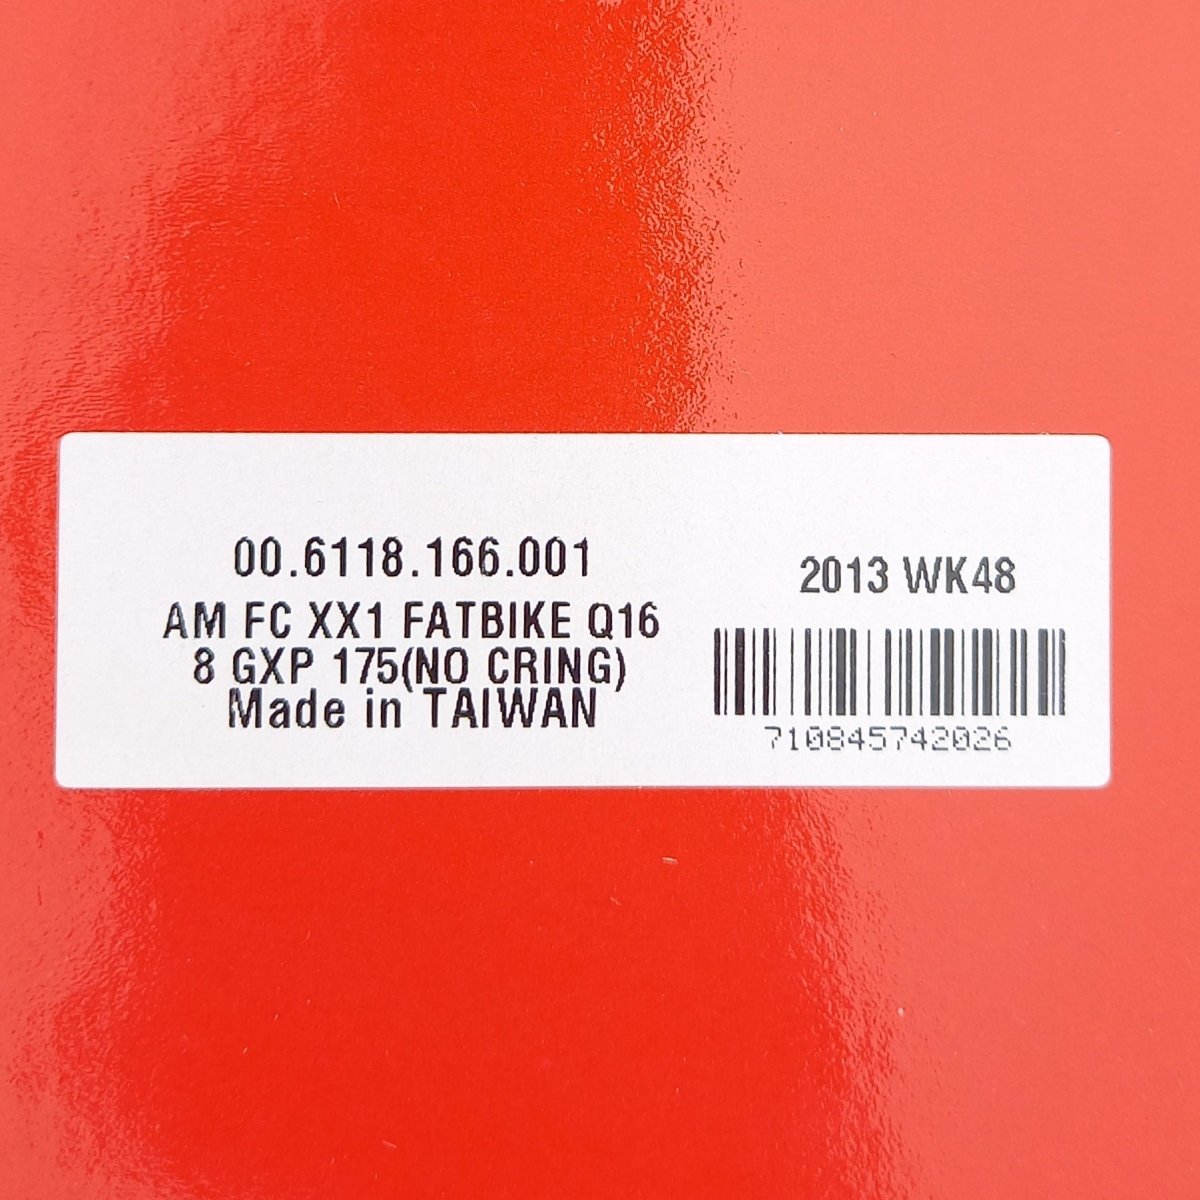 00.6118.166.001
AM FC XX1 FATBIKE Q16
8 GXP 175(NO CRING)
Made in TAIWAN
2013 WK48
710845742026